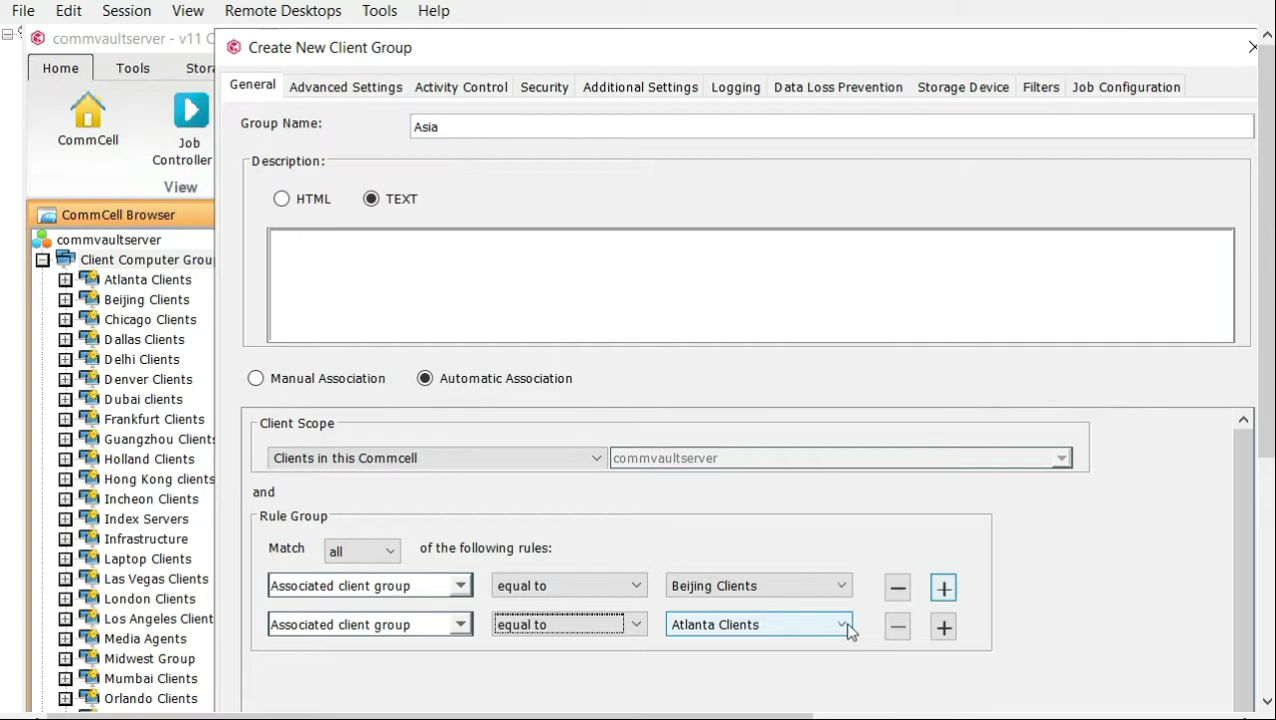 File Edit Session View Remote Desktops Tools Help
commvaultserver - v11
Create New Client Group
Home Tools
General Advanced Settings Activity Control Security Additional Settings Logging Data Loss Prevention Storage Device Filters Job Configuration
CommCell
Job
Controller
View
Group Name: Asia
Description:
HTML TEXT
CommCell Browser
commvaultserver
Client Computer
Atlanta Clients
Beijing Clients
Chicago Clients
Dallas Clients
Delhi Clients
Denver Clients
Dubai clients
Frankfurt Clients
Guangzhou Clients
Holland Clients
Hong Kong clients
Incheon Clients
Index Servers
Infrastructure
Laptop Clients
Las Vegas Clients
London Clients
Los Angeles
Media Agents
Midwest Group
Mumbai Clients
Orlando Clients
Manual Association Automatic Association
Client Scope
Clients in this Commcell commvaultserver
and
Rule Group
Match all of the following rules:
Associated client group equal to Beijing Clients
Associated client group equal to Atlanta Clients